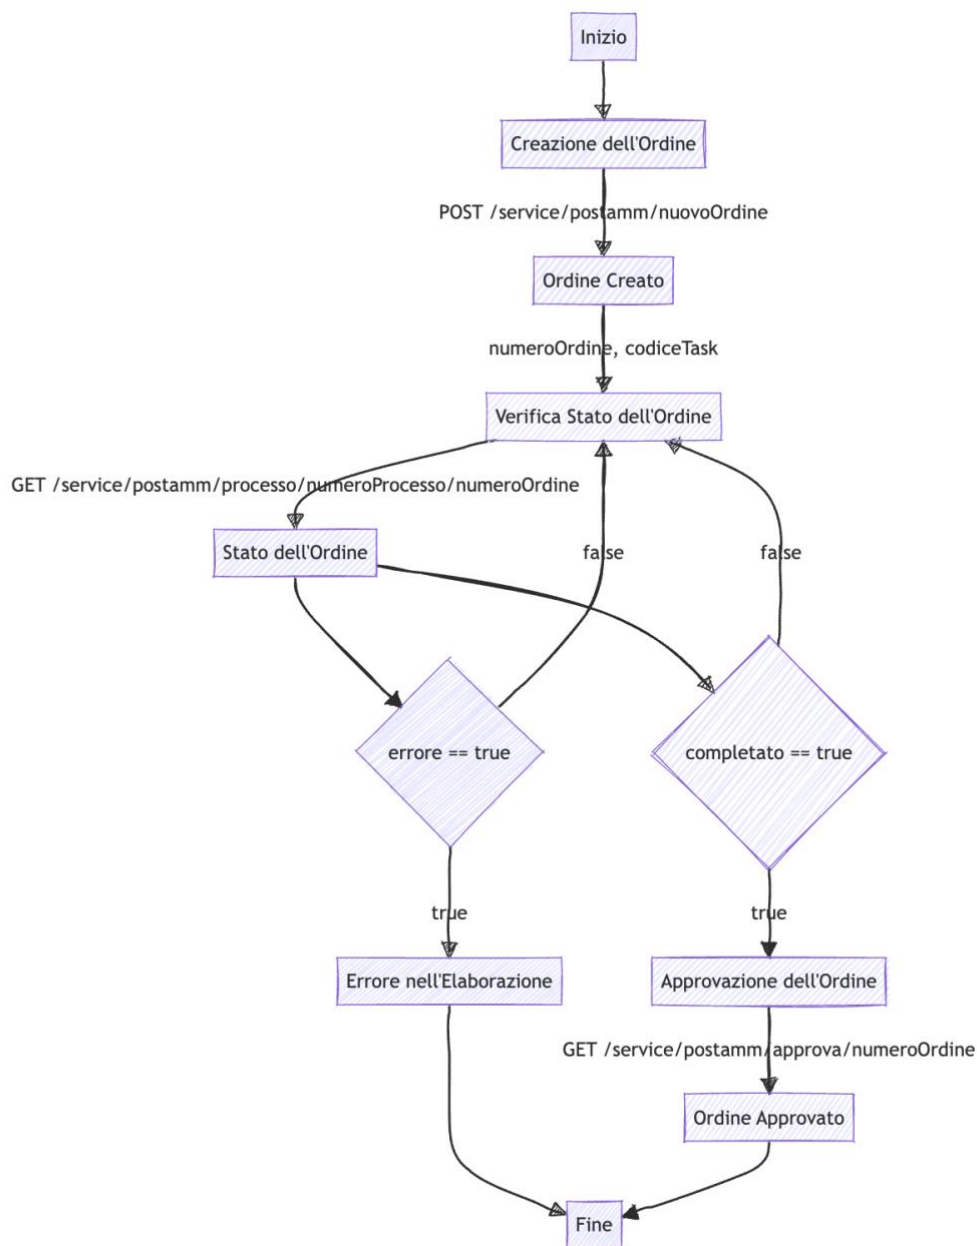 Inizio
Creazione dell'Ordine
POST /service/postamm/nuovoOrdine
Ordine Creato
numeroOrdine, codiceTask
Verifica Stato dell'Ordine
GET /service/postamm/processo/numeroProcesso/numeroOrdine
Stato dell'Ordine
false
false
errore == true
completato == true
true
true
Errore nell'Elaborazione
Approvazione dell'Ordine
GET /service/postamm/approva/numeroOrdine
Ordine Approvato
Fine